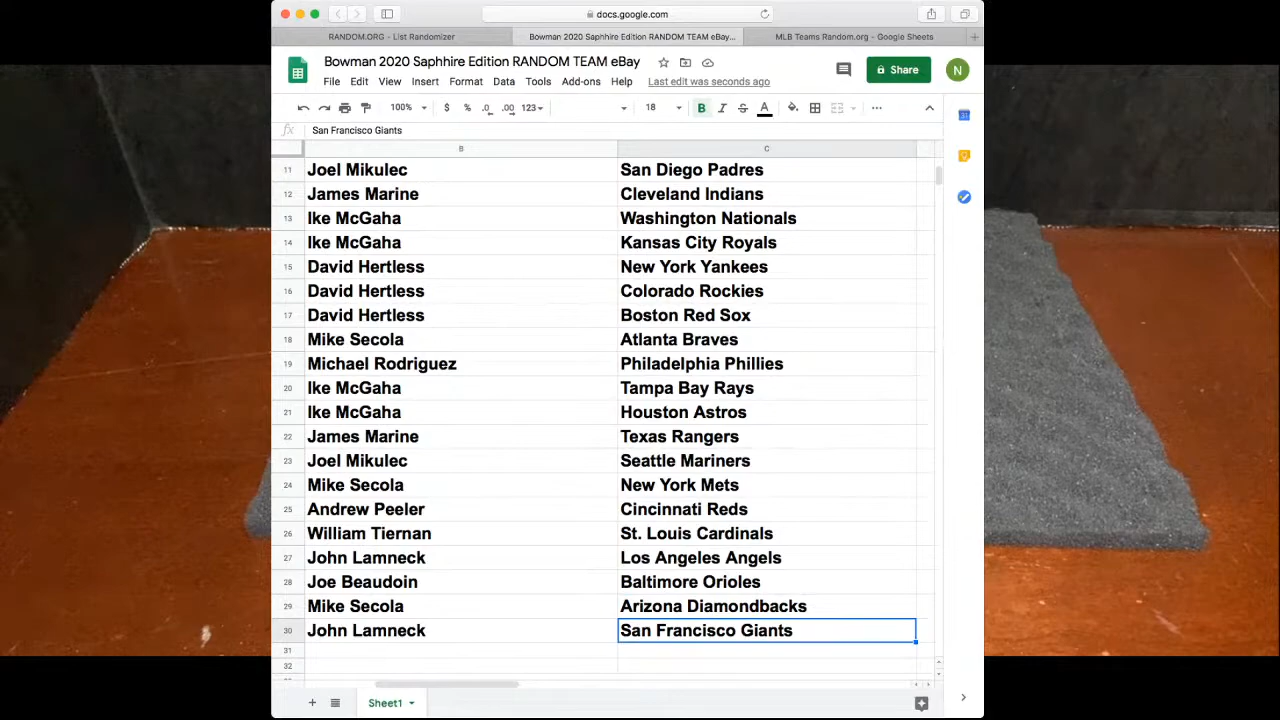 docs.google.com
RANDOM.ORG - List Randomizer
Bowman 2020 Saphhire Edition RANDOM TEAM eBay...
MLB Teams Random.org - Google Sheets
Bowman 2020 Saphhire Edition RANDOM TEAM eBay
File Edit View Insert Format Data Tools Add-ons Help Last edit was seconds ago
Share
N
100% $ % .0 .00 123 18 B I S A
fx San Francisco Giants
B C
11 Joel Mikulec San Diego Padres
12 James Marine Cleveland Indians
13 Ike McGaha Washington Nationals
14 Ike McGaha Kansas City Royals
15 David Hertless New York Yankees
16 David Hertless Colorado Rockies
17 David Hertless Boston Red Sox
18 Mike Secola Atlanta Braves
19 Michael Rodriguez Philadelphia Phillies
20 Ike McGaha Tampa Bay Rays
21 Ike McGaha Houston Astros
22 James Marine Texas Rangers
23 Joel Mikulec Seattle Mariners
24 Mike Secola New York Mets
25 Andrew Peeler Cincinnati Reds
26 William Tiernan St. Louis Cardinals
27 John Lamneck Los Angeles Angels
28 Joe Beaudoin Baltimore Orioles
29 Mike Secola Arizona Diamondbacks
30 John Lamneck San Francisco Giants
31
32
Sheet1